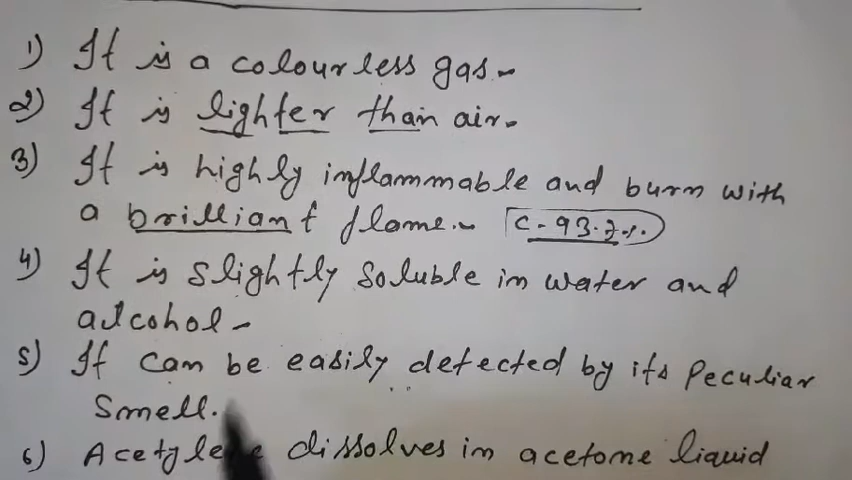 1) It is a colourless gas.
2) It is lighter than air.
3) It is highly inflammable and burn with
a brilliant flame. C-93.7%.
4) It is slightly soluble in water and
alcohol.
5) It can be easily detected by its Peculiar
Smell.
6) Acetylene dissolves in acetone liquid